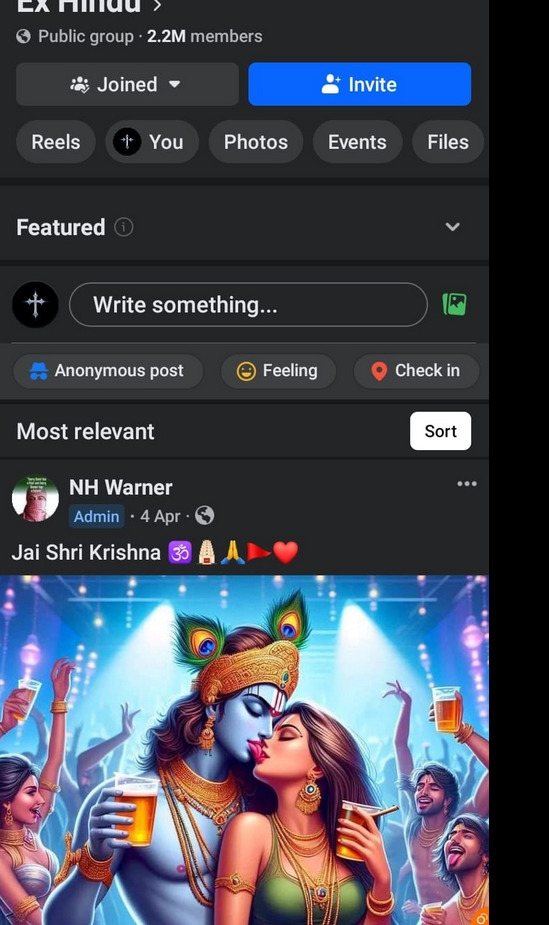 Ex Hindu
Public group · 2.2M members
Joined
Invite
Reels
You
Photos
Events
Files
Featured
Write something...
Anonymous post
Feeling
Check in
Most relevant
Sort
NH Warner
Admin · 4 Apr ·
Jai Shri Krishna 🕉️🛕🙏🚩❤️